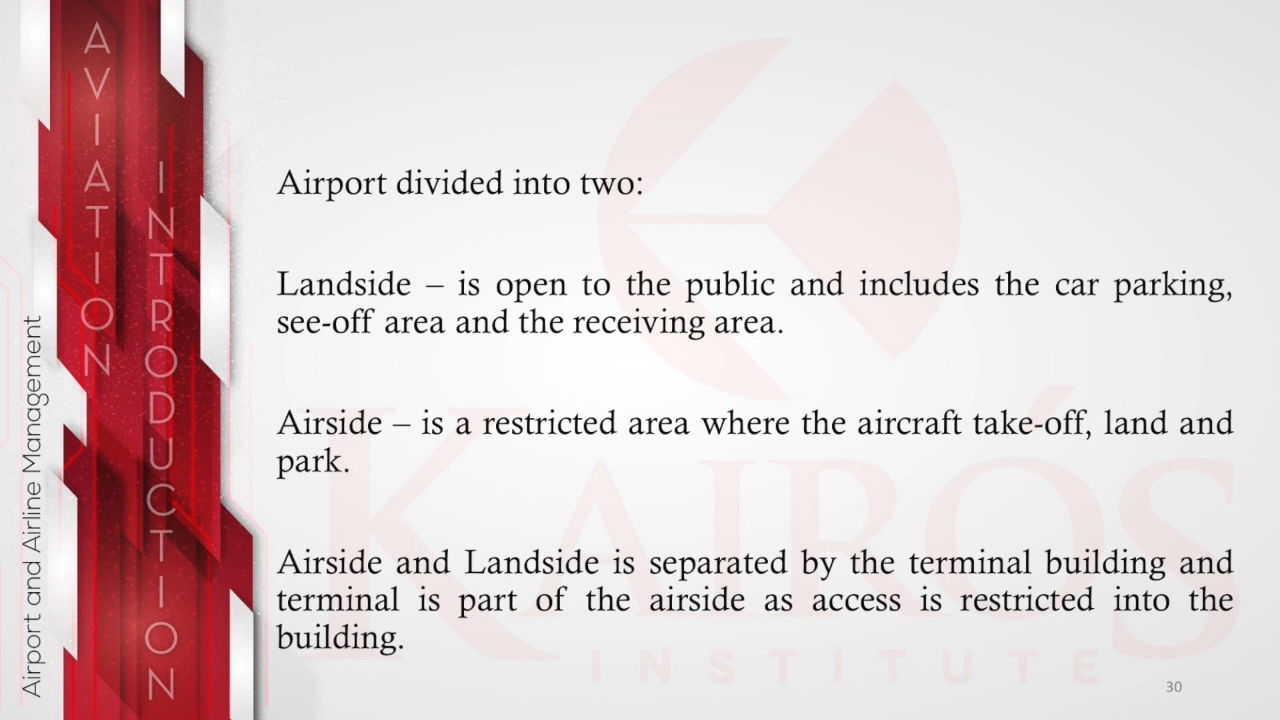 AVIATION
INTRODUCTION
Airport and Airline Management
Airport divided into two:
Landside – is open to the public and includes the car parking,
see-off area and the receiving area.
Airside – is a restricted area where the aircraft take-off, land and
park.
Airside and Landside is separated by the terminal building and
terminal is part of the airside as access is restricted into the
building.
KAIRÓS
INSTITUTE
30